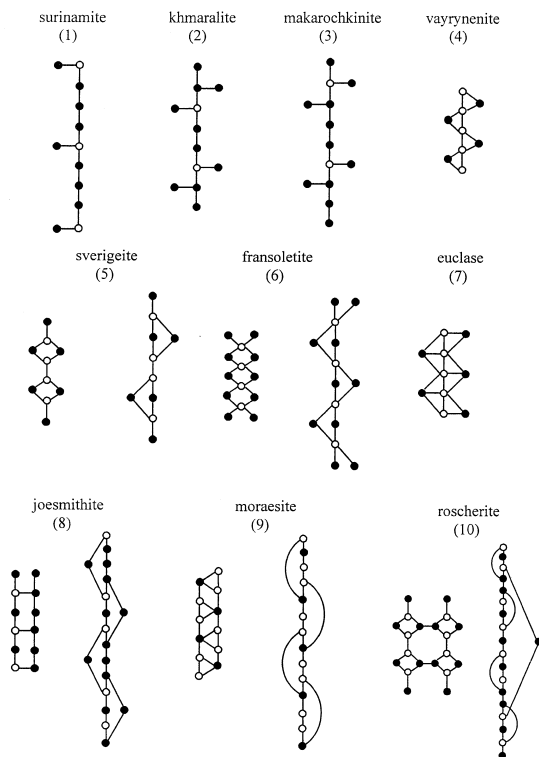 surinamite
(1)
khmaralite
(2)
makarochkinite
(3)
vayrynenite
(4)
sverigeite
(5)
fransoletite
(6)
euclase
(7)
joesmithite
(8)
moraesite
(9)
roscherite
(10)